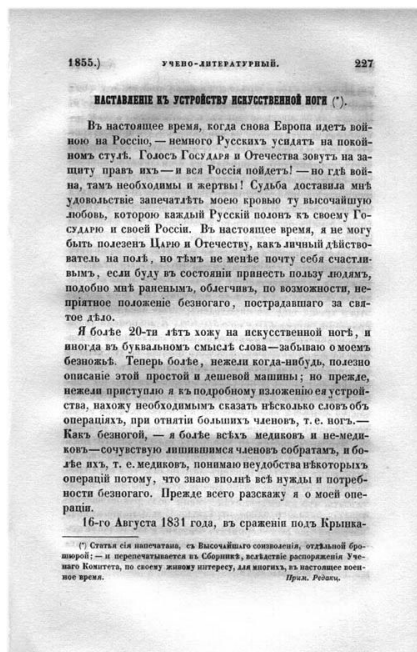 1855.) УЧЕНО-ЛИТЕРАТУРНЫЙ. 227
НАСТАВЛЕНІЕ КЪ УСТРОЙСТВУ ИСКУССТВЕННОЙ НОГИ (*).
Въ настоящее время, когда снова Европа идетъ вой-
ною на Россію, — немного Русскихъ усидятъ на покой-
номъ стулѣ. Голосъ Государя и Отечества зовутъ на за-
щиту правъ ихъ — и вся Россія пойдетъ! — но гдѣ вой-
на, тамъ необходимы и жертвы! Судьба доставила мнѣ
удовольствіе запечатлѣть моею кровью ту высочайшую
любовь, которою каждый Русскій полонъ къ своему Го-
сударю и своей Россіи. Въ настоящее время, я не могу
быть полезенъ Царю и Отечеству, какъ личный дѣйство-
ватель на полѣ, но тѣмъ не менѣе почту себя счастли-
вымъ, если буду въ состояніи принесть пользу людямъ,
подобно мнѣ раненымъ, облегчивъ, по возможности, не-
пріятное положеніе безногаго, пострадавшаго за свя-
тое дѣло.
Я болѣе 20-ти лѣтъ хожу на искусственной ногѣ, и
иногда въ буквальномъ смыслѣ слова—забываю о моемъ
безножьѣ. Теперь болѣе, нежели когда-нибудь, полезно
описаніе этой простой и дешевой машины; но прежде,
нежели приступлю я къ подробному изложенію ея устрой-
ства, нахожу необходимымъ сказать нѣсколько словъ объ
операціяхъ, при отнятіи большихъ членовъ, т. е. ногъ.—
Какъ безногой, — я болѣе всѣхъ медиковъ и не-меди-
ковъ—сочувствую лишившимся членовъ собратамъ, и бо-
лѣе ихъ, т. е. медиковъ, понимаю неудобства нѣкоторыхъ
операцій потому, что знаю вполнѣ всѣ нужды и потреб-
ности безногаго. Прежде всего разскажу я о моей опе-
раціи.
16-го Августа 1831 года, въ сраженіи подъ Крынка-
(*) Статья сія напечатана, съ Высочайшаго соизволенія, отдѣльной бро-
шюрой; — и перепечатывается въ Сборникѣ, вслѣдствіе распоряженія Уче-
наго Комитета, по своему живому интересу, для многихъ, въ настоящее воен-
ное время. Прим. Редакц.